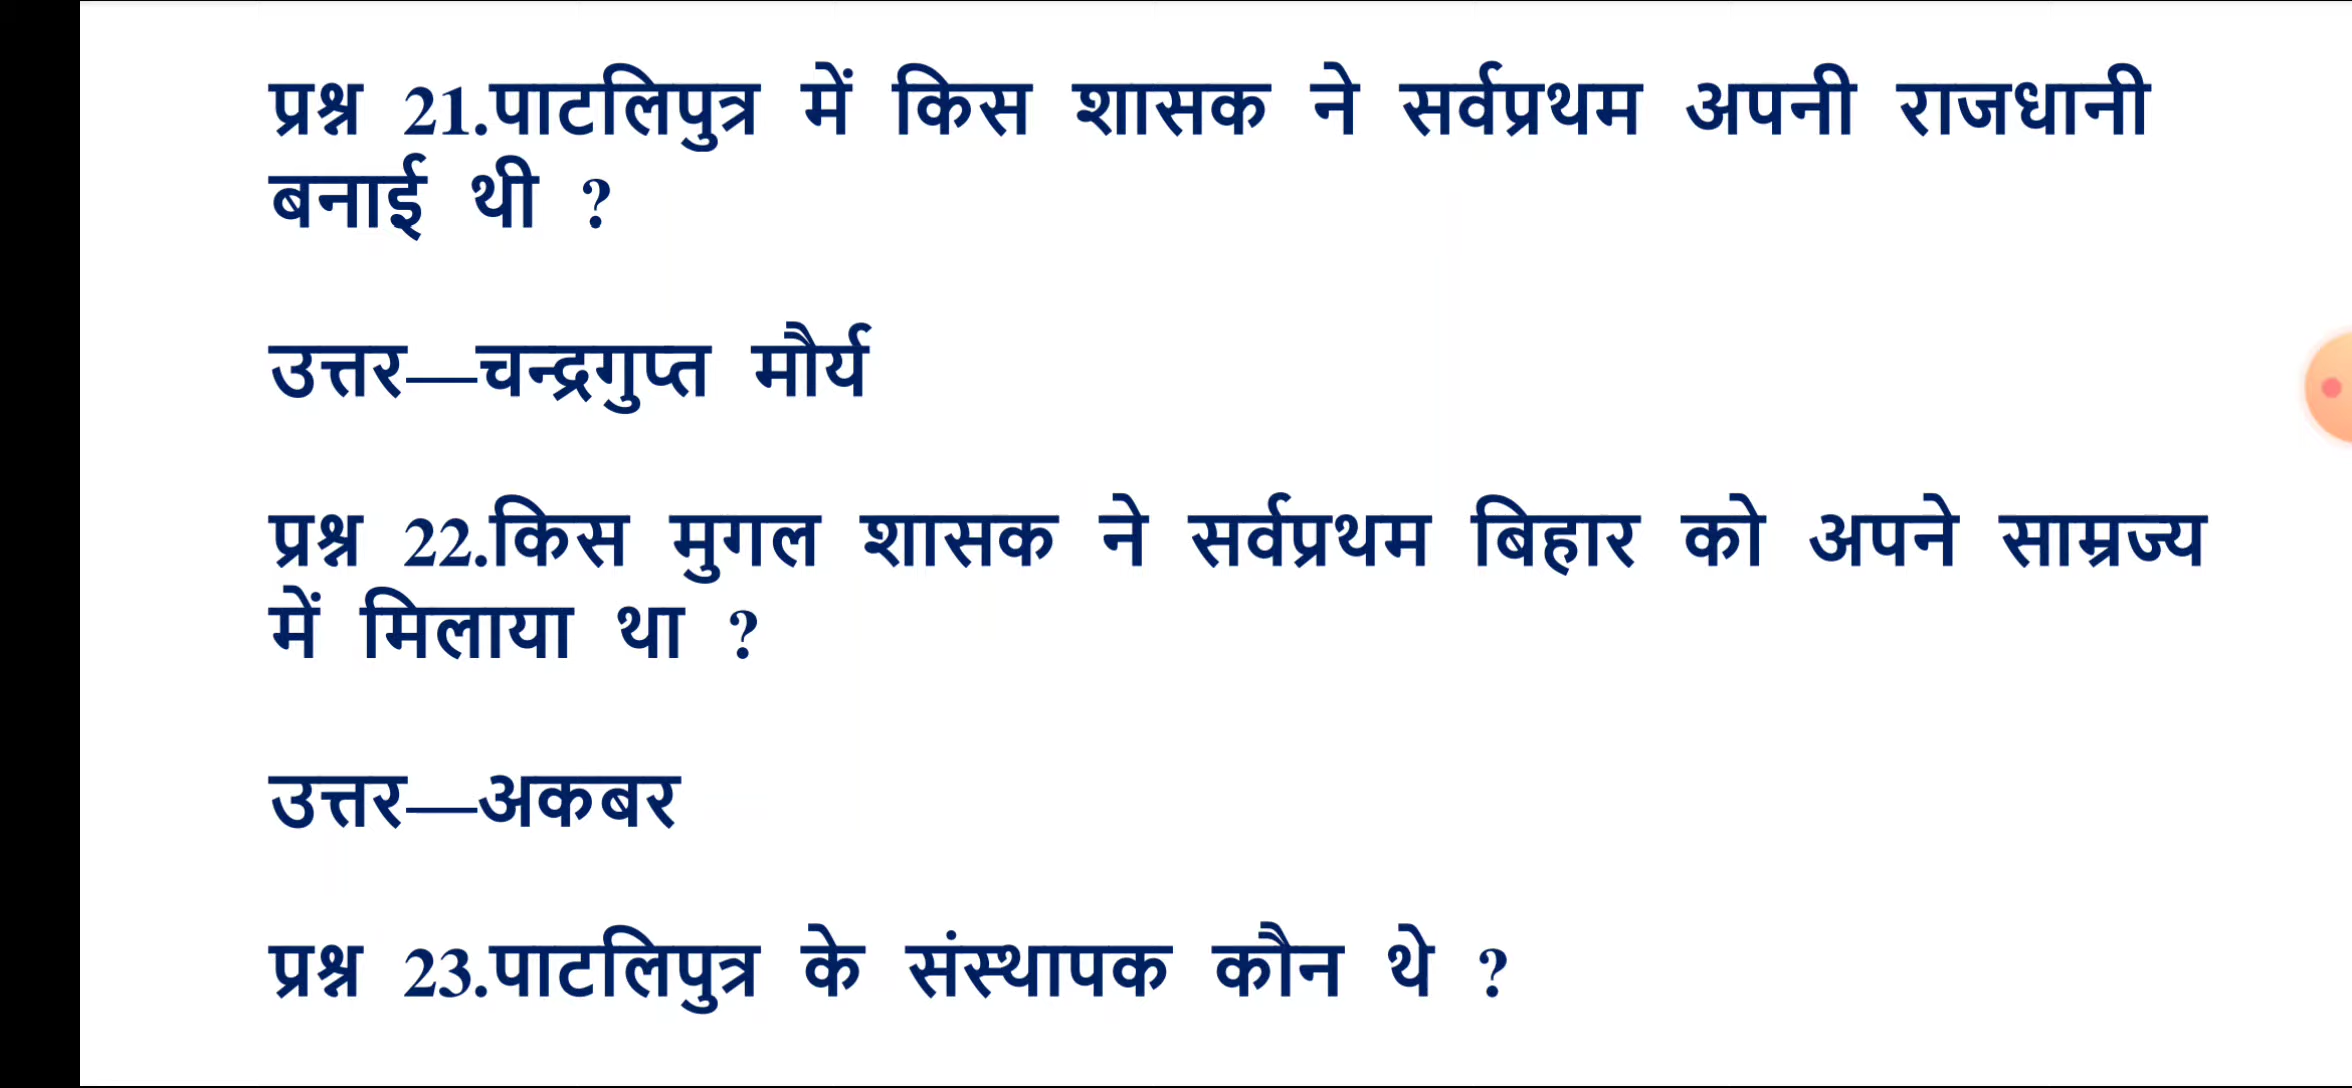 प्रश्न 21.पाटलिपुत्र में किस शासक ने सर्वप्रथम अपनी राजधानी
बनाई थी ?
उत्तर—चन्द्रगुप्त मौर्य
प्रश्न 22.किस मुगल शासक ने सर्वप्रथम बिहार को अपने साम्रज्य
में मिलाया था ?
उत्तर—अकबर
प्रश्न 23.पाटलिपुत्र के संस्थापक कौन थे ?